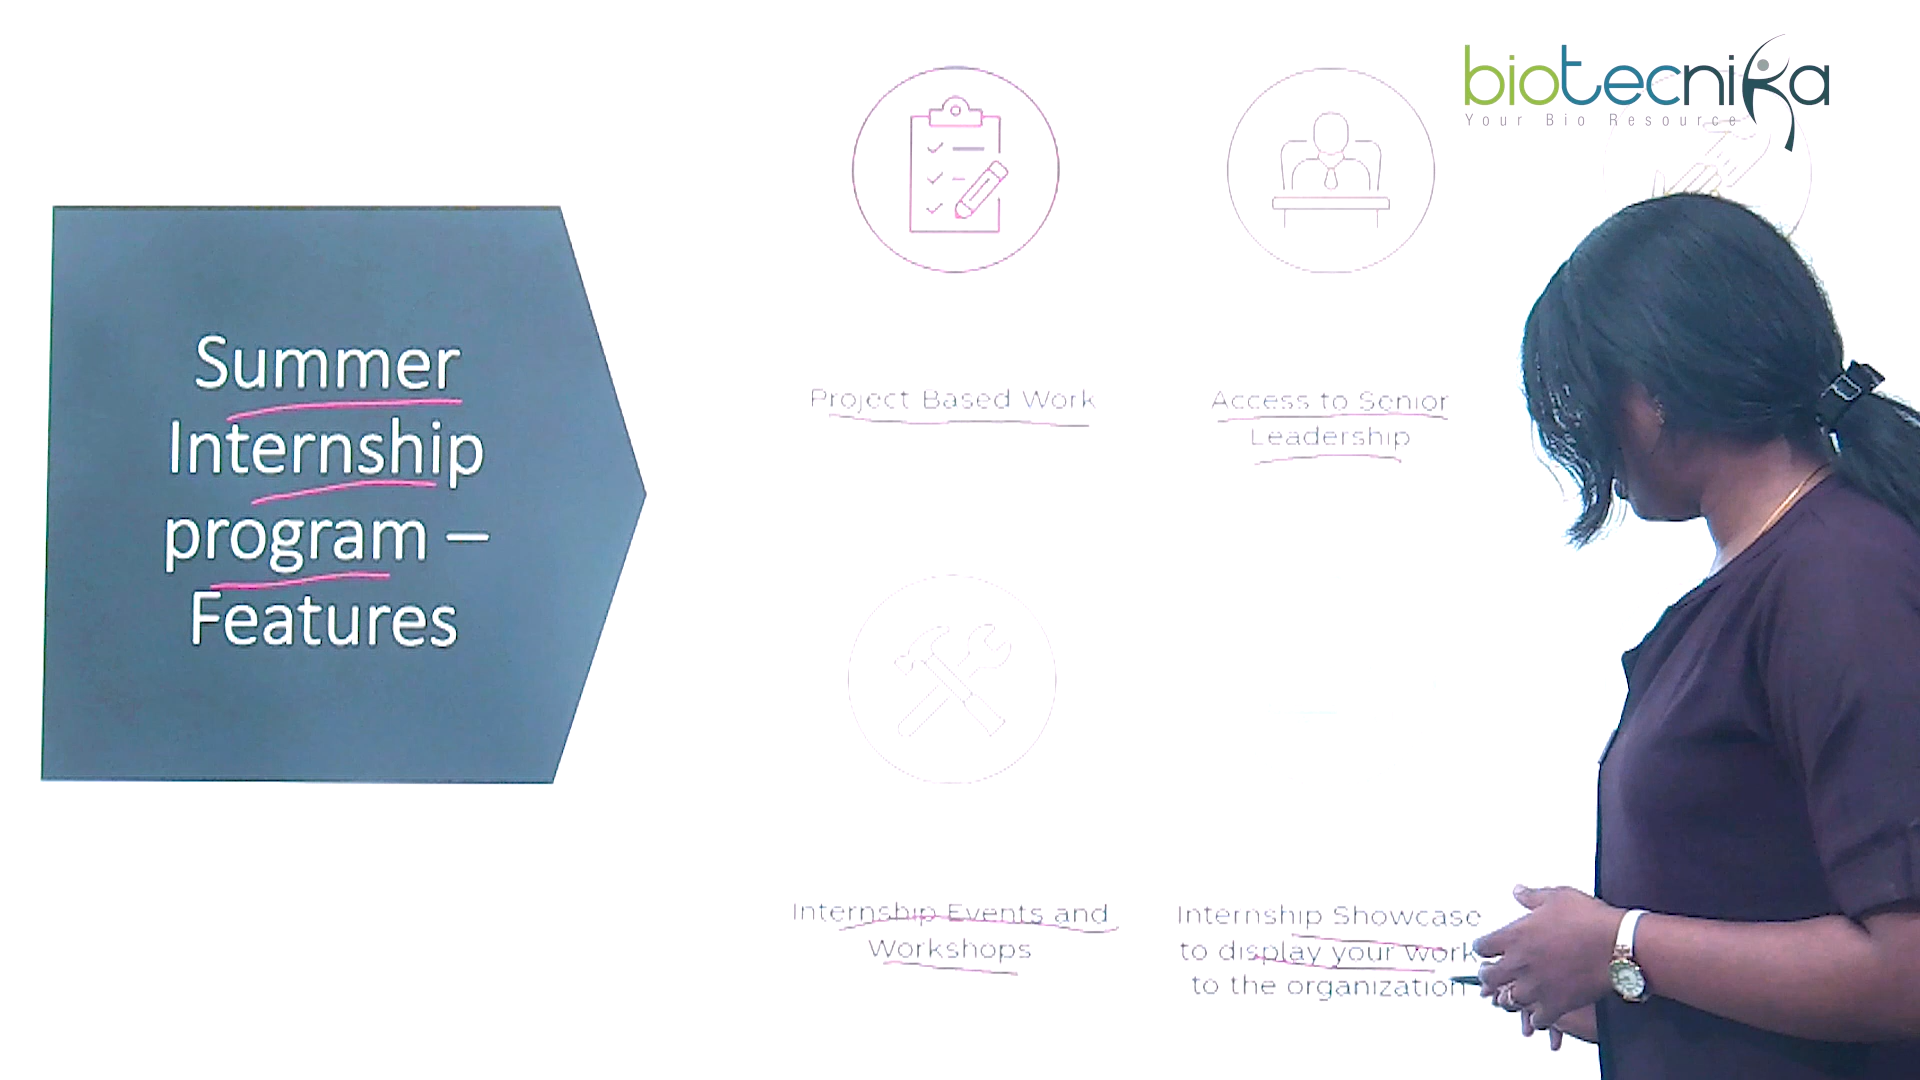 biotecnika
Your Bio Resource
Summer
Internship
program –
Features
Project Based Work
Access to Senior
Leadership
Internship Events and
Workshops
Internship Showcase
to display your work
to the organization